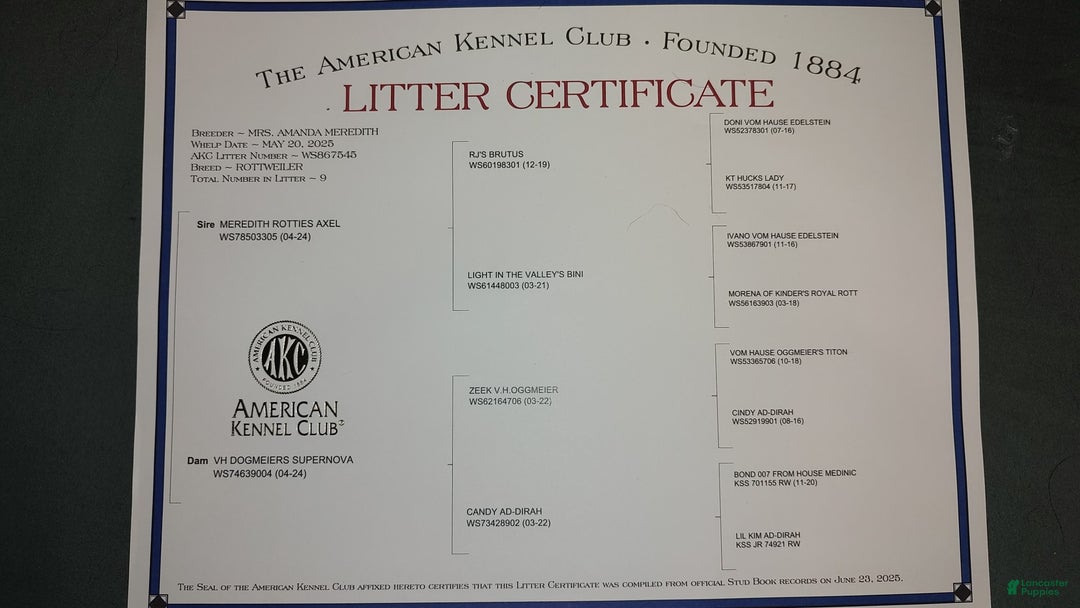 THE AMERICAN KENNEL CLUB . FOUNDED 1884
LITTER CERTIFICATE
BREEDER ~ MRS. AMANDA MEREDITH
WHELP DATE ~ MAY 20, 2025
AKC LITTER NUMBER ~ WS867545
BREED ~ ROTTWEILER
TOTAL NUMBER IN LITTER ~ 9
Sire MEREDITH ROTTIES AXEL
WS78503305 (04-24)
AMERICAN KENNEL CLUB
AKC
FOUNDED 1884
AMERICAN
KENNEL CLUB®
Dam VH DOGMEIERS SUPERNOVA
WS74639004 (04-24)
RJ'S BRUTUS
WS60198301 (12-19)
LIGHT IN THE VALLEY'S BINI
WS61448003 (03-21)
ZEEK V.H.OGGMEIER
WS62164706 (03-22)
CANDY AD-DIRAH
WS73428902 (03-22)
DONI VOM HAUSE EDELSTEIN
WS52378301 (07-16)
KT HUCKS LADY
WS53517804 (11-17)
IVANO VOM HAUSE EDELSTEIN
WS53867901 (11-16)
MORENA OF KINDER'S ROYAL ROTT
WS56163903 (03-18)
VOM HAUSE OGGMEIER'S TITON
WS53365706 (10-18)
CINDY AD-DIRAH
WS52919901 (08-16)
BOND 007 FROM HOUSE MEDINIC
KSS 701155 RW (11-20)
LIL KIM AD-DIRAH
KSS JR 74921 RW
THE SEAL OF THE AMERICAN KENNEL CLUB AFFIXED HERETO CERTIFIES THAT THIS LITTER CERTIFICATE WAS COMPILED FROM OFFICIAL STUD BOOK RECORDS ON JUNE 23, 2025.
Lancaster
Puppies